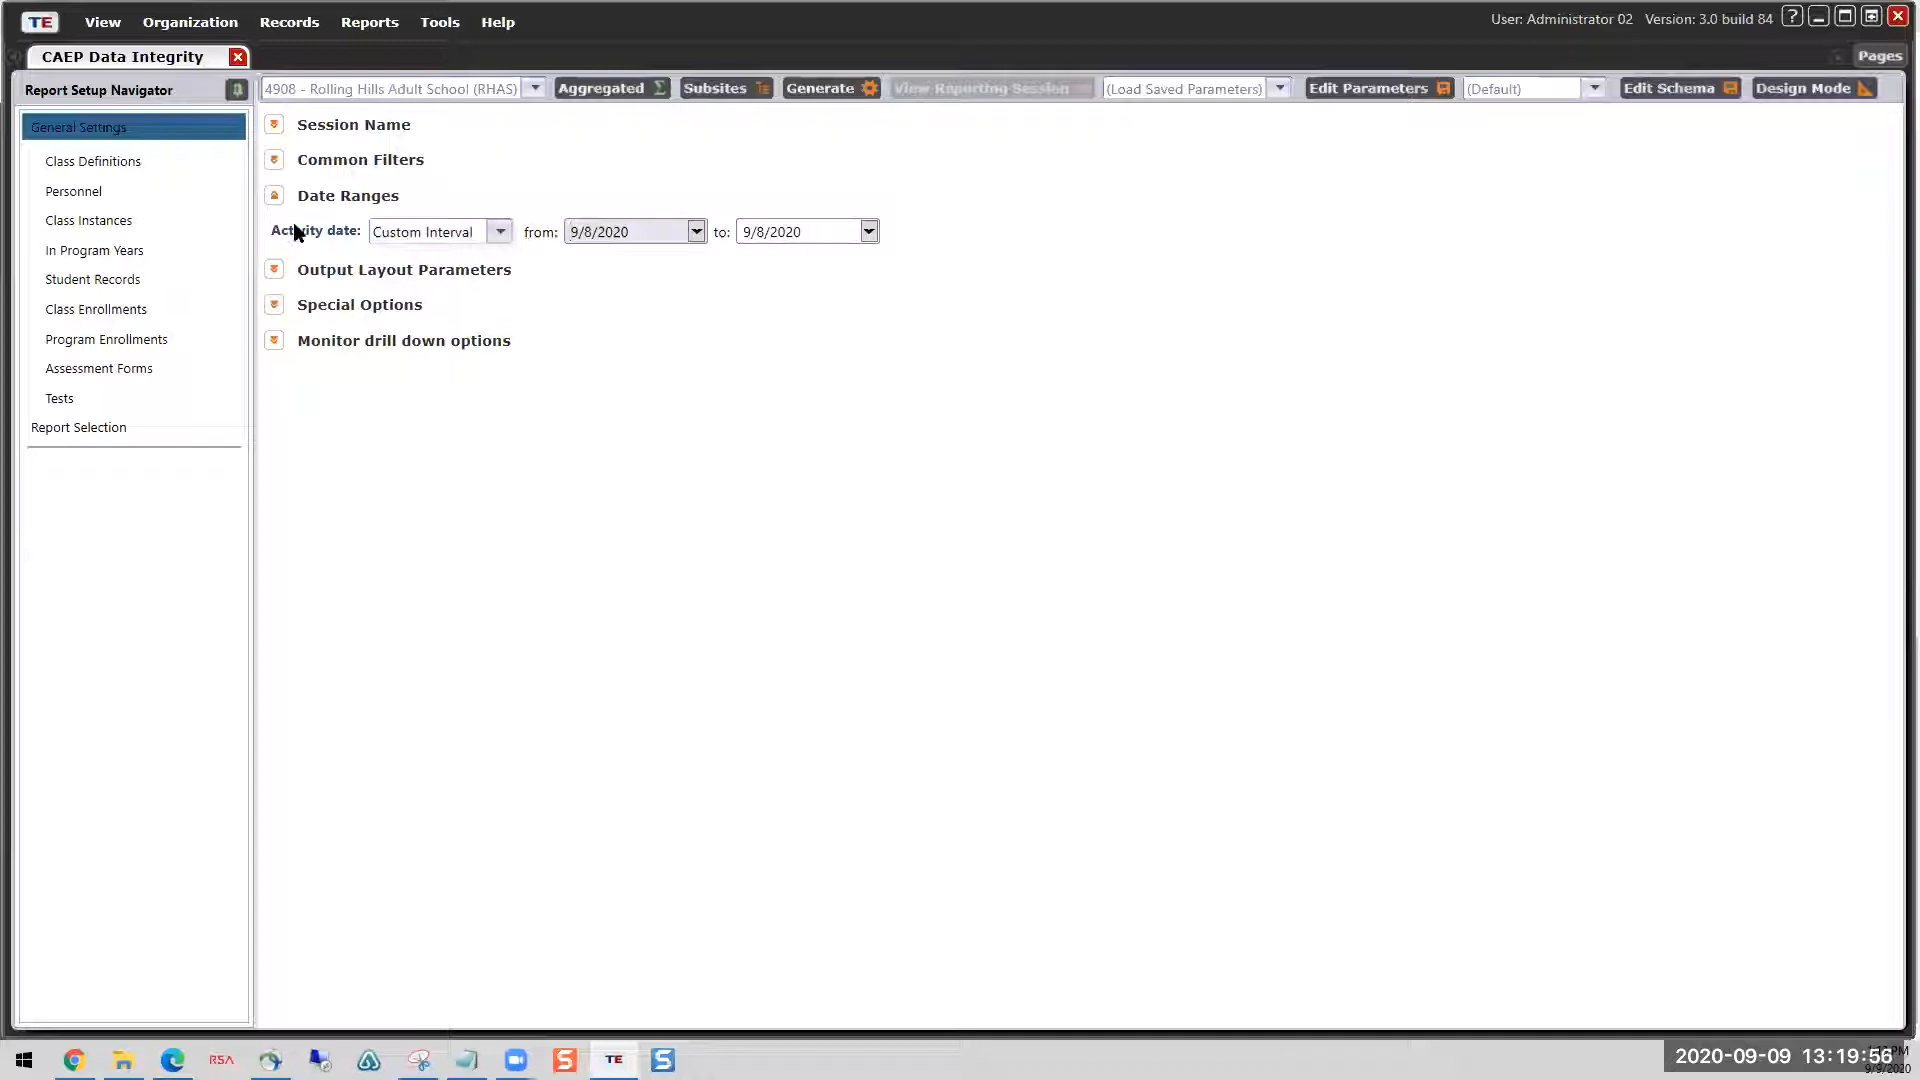 TE View Organization Records Reports Tools Help User: Administrator 02 Version: 3.0 build 84 ?
CAEP Data Integrity Pages
Report Setup Navigator 4908 - Rolling Hills Adult School (RHAS) Aggregated Σ Subsites TE Generate View Reporting Session (Load Saved Parameters) Edit Parameters (Default) Edit Schema Design Mode
General Settings
Class Definitions
Personnel
Class Instances
In Program Years
Student Records
Class Enrollments
Program Enrollments
Assessment Forms
Tests
Report Selection
Session Name
Common Filters
Date Ranges
Activity date: Custom Interval from: 9/8/2020 to: 9/8/2020
Output Layout Parameters
Special Options
Monitor drill down options
RSA S TE S
2020-09-09 13:19:56
9/9/2020